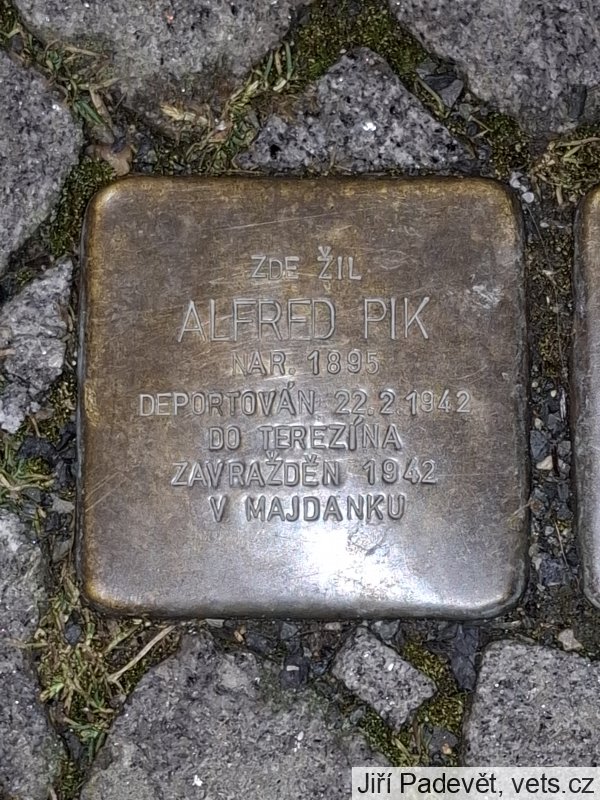 ZDE ŽIL
ALFRED PIK
NAR. 1895
DEPORTOVÁN 22.2.1942
DO TEREZÍNA
ZAVRAŽDĚN 1942
V MAJDANKU
Jiří Padevět, vets.cz